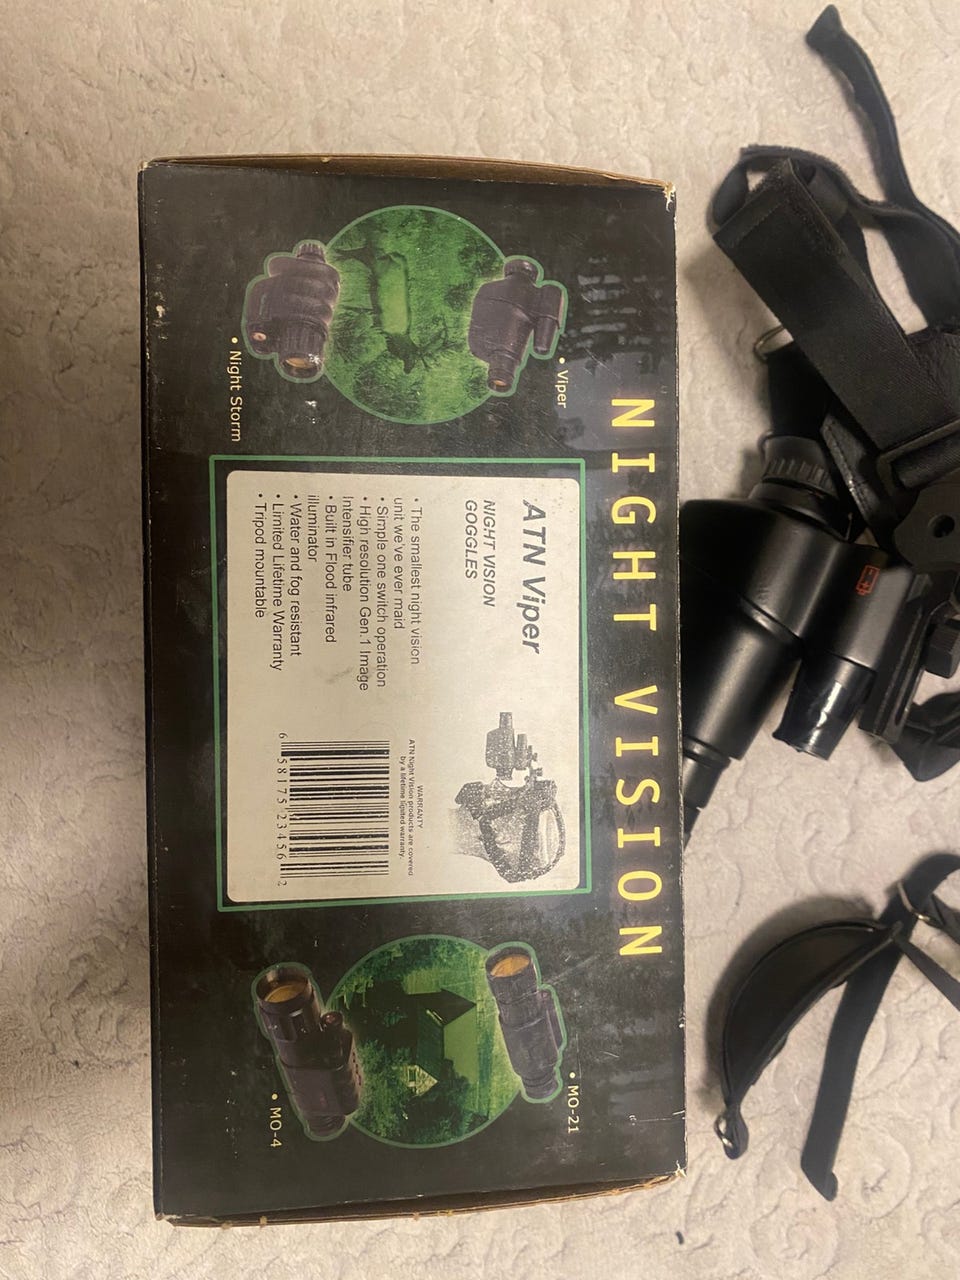 NIGHT VISION
• Viper
• Night Storm
ATN Viper
NIGHT VISION
GOGGLES
• The smallest night vision
unit we've ever maid
• Simple one switch operation
• High resolution Gen.1 Image
Intensifier tube
• Built in Flood infrared
illuminator
• Water and fog resistant
• Limited Lifetime Warranty
• Tripod mountable
WARRANTY
ATN Night Vision products are covered
by a lifetime ligited warranty.
6 58175 23456 2
• MO-21
• MO-4